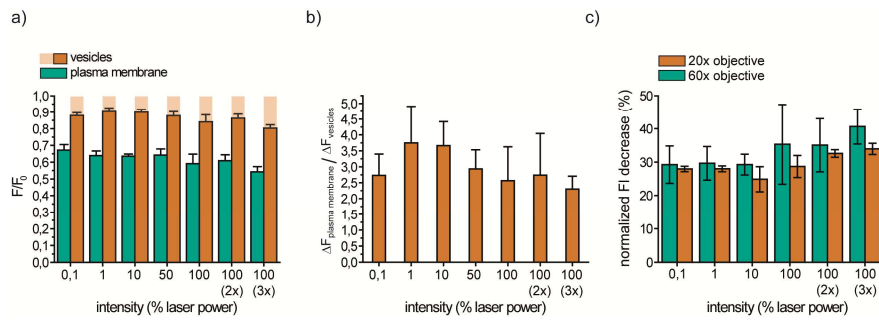 a)
vesicles
plasma membrane
F/F0
1,0
0,9
0,8
0,7
0,6
0,5
0,4
0,3
0,2
0,1
0,0
0,1 1 10 50 100 100 100
(2x) (3x)
intensity (% laser power)
b)
ΔFplasma membrane / ΔFvesicles
5,0
4,5
4,0
3,5
3,0
2,5
2,0
1,5
1,0
0,5
0,0
0,1 1 10 50 100 100 100
(2x) (3x)
intensity (% laser power)
c)
20x objective
60x objective
normalized FI decrease (%)
50
40
30
20
10
0
0,1 1 10 100 100 100
(2x) (3x)
intensity (% laser power)